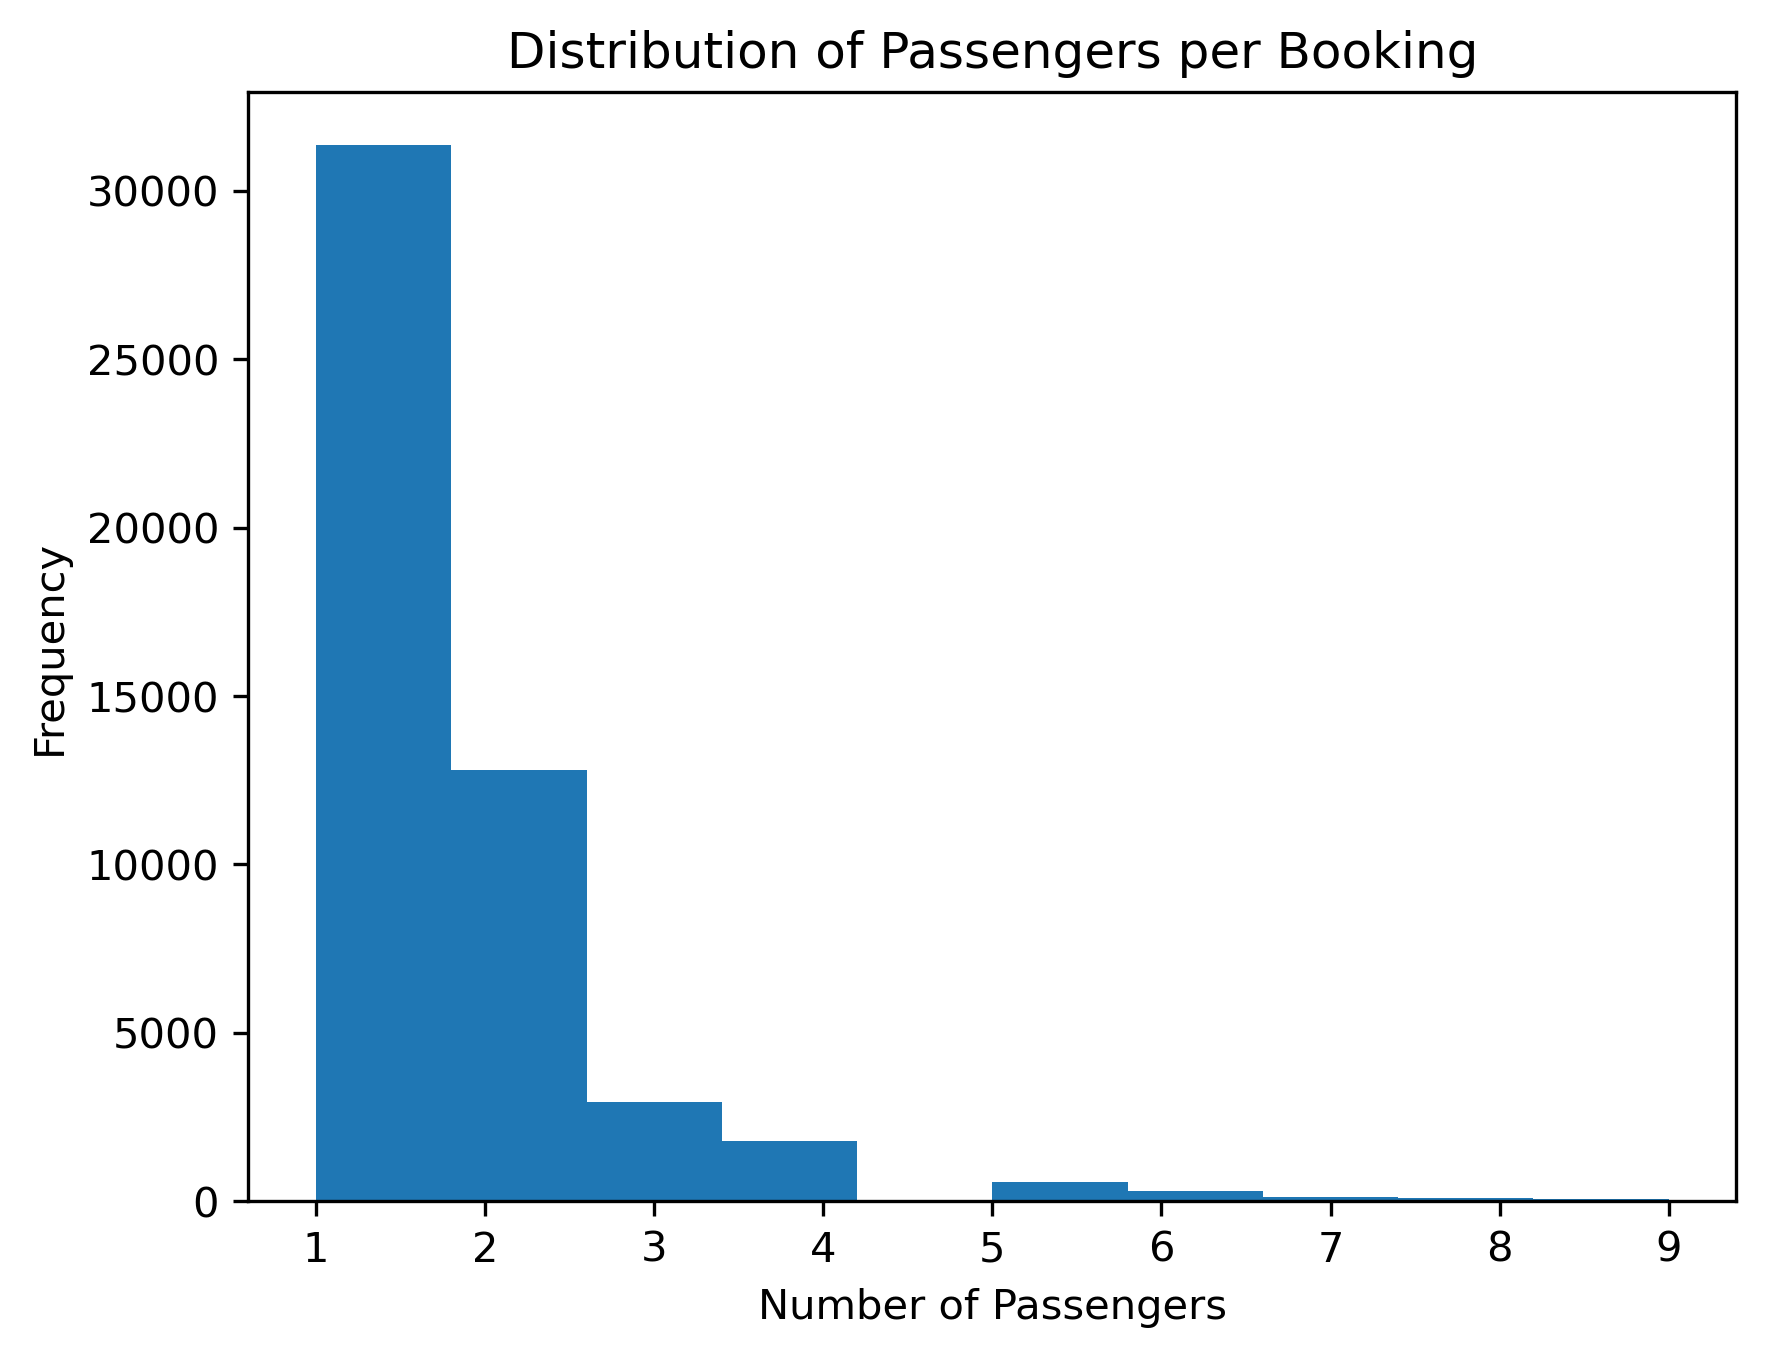 Distribution of Passengers per Booking
30000
25000
20000
15000
10000
5000
0
Frequency
1 2 3 4 5 6 7 8 9
Number of Passengers